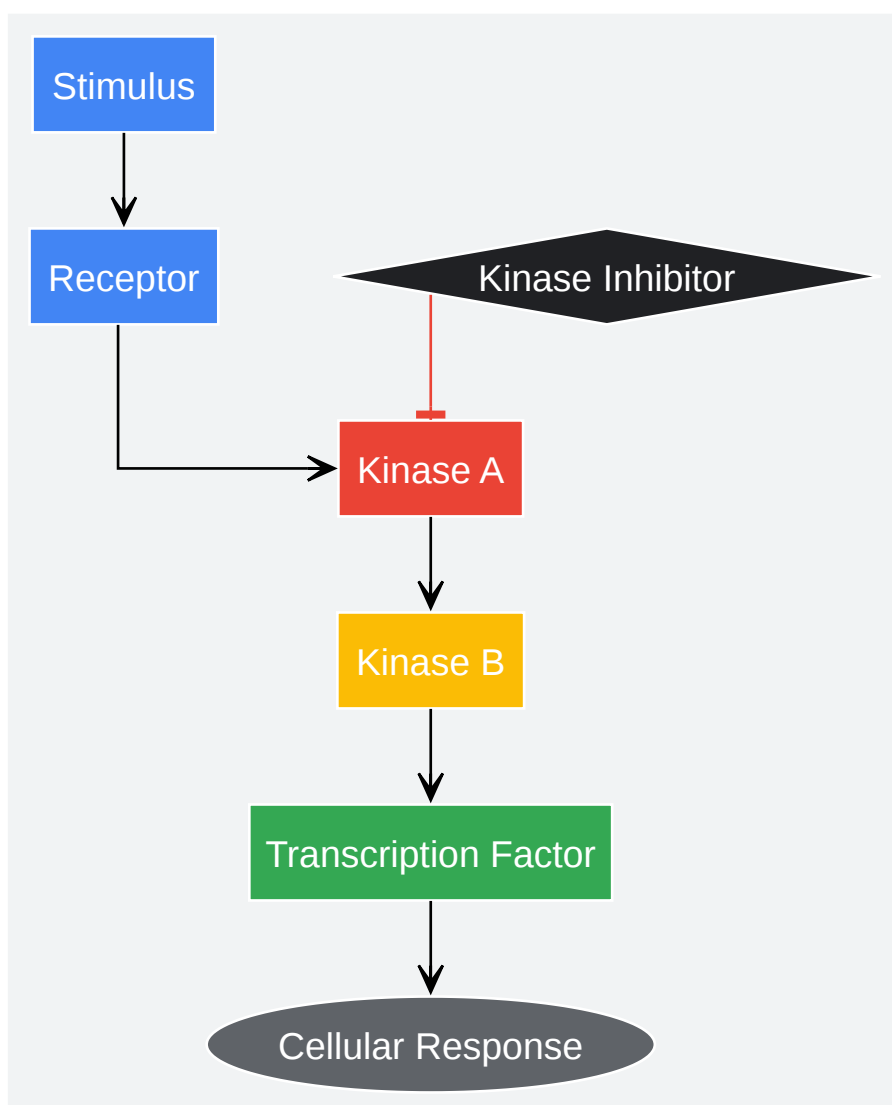 Stimulus
Receptor
Kinase Inhibitor
Kinase A
Kinase B
Transcription Factor
Cellular Response